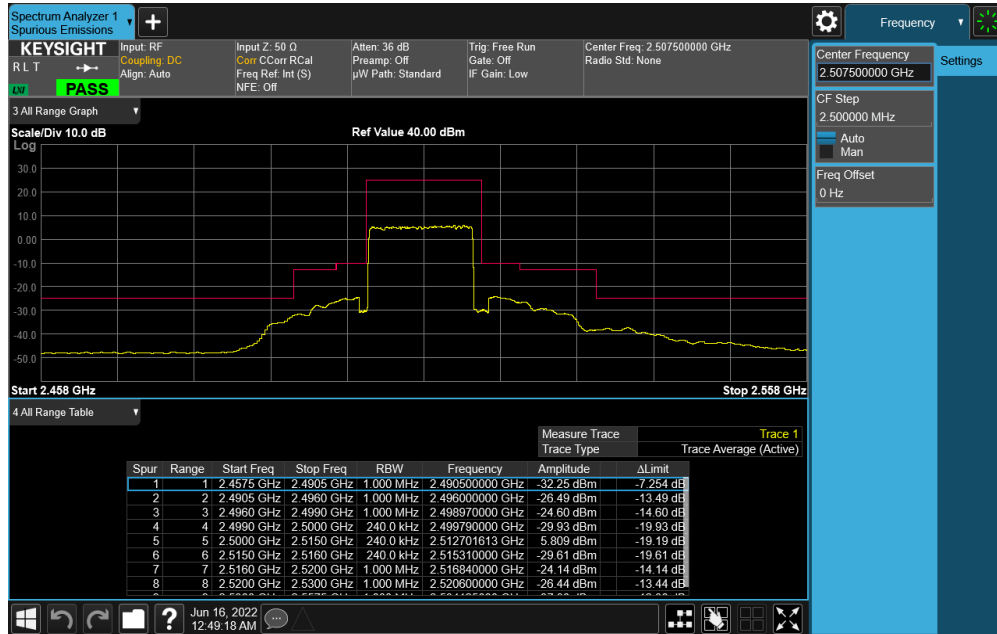 Spectrum Analyzer 1
Spurious Emissions
Frequency
KEYSIGHT
R L T
LXI
PASS
Input: RF
Coupling: DC
Align: Auto
Input Z: 50 Ω
Corr CCorr RCal
Freq Ref: Int (S)
NFE: Off
Atten: 36 dB
Preamp: Off
µW Path: Standard
Trig: Free Run
Gate: Off
IF Gain: Low
Center Freq: 2.507500000 GHz
Radio Std: None
Center Frequency
2.507500000 GHz
Settings
CF Step
2.500000 MHz
Auto
Man
Freq Offset
0 Hz
3 All Range Graph
Scale/Div 10.0 dB
Ref Value 40.00 dBm
Log
30.0
20.0
10.0
0.00
-10.0
-20.0
-30.0
-40.0
-50.0
Start 2.458 GHz
Stop 2.558 GHz
4 All Range Table
Measure Trace Trace 1
Trace Type Trace Average (Active)
Spur Range Start Freq Stop Freq RBW Frequency Amplitude ΔLimit
1 1 2.4575 GHz 2.4905 GHz 1.000 MHz 2.490500000 GHz -32.25 dBm -7.254 dB
2 2 2.4905 GHz 2.4960 GHz 1.000 MHz 2.496000000 GHz -26.49 dBm -13.49 dB
3 3 2.4960 GHz 2.4990 GHz 1.000 MHz 2.498970000 GHz -24.60 dBm -14.60 dB
4 4 2.4990 GHz 2.5000 GHz 240.0 kHz 2.499790000 GHz -29.93 dBm -19.93 dB
5 5 2.5000 GHz 2.5150 GHz 240.0 kHz 2.512701613 GHz 5.809 dBm -19.19 dB
6 6 2.5150 GHz 2.5160 GHz 240.0 kHz 2.515310000 GHz -29.61 dBm -19.61 dB
7 7 2.5160 GHz 2.5200 GHz 1.000 MHz 2.516840000 GHz -24.14 dBm -14.14 dB
8 8 2.5200 GHz 2.5300 GHz 1.000 MHz 2.520600000 GHz -26.44 dBm -13.44 dB
?
Jun 16, 2022
12:49:18 AM